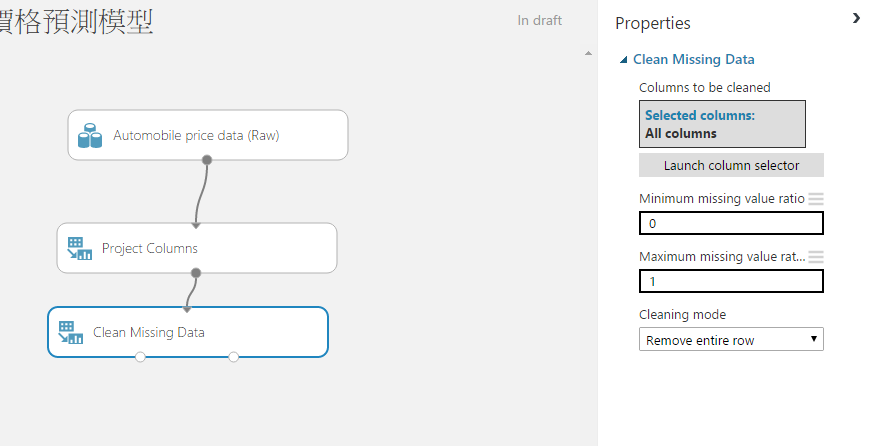 價格預測模型
In draft
Automobile price data (Raw)
Project Columns
Clean Missing Data
Properties
Clean Missing Data
Columns to be cleaned
Selected columns:
All columns
Launch column selector
Minimum missing value ratio
0
Maximum missing value rat...
1
Cleaning mode
Remove entire row